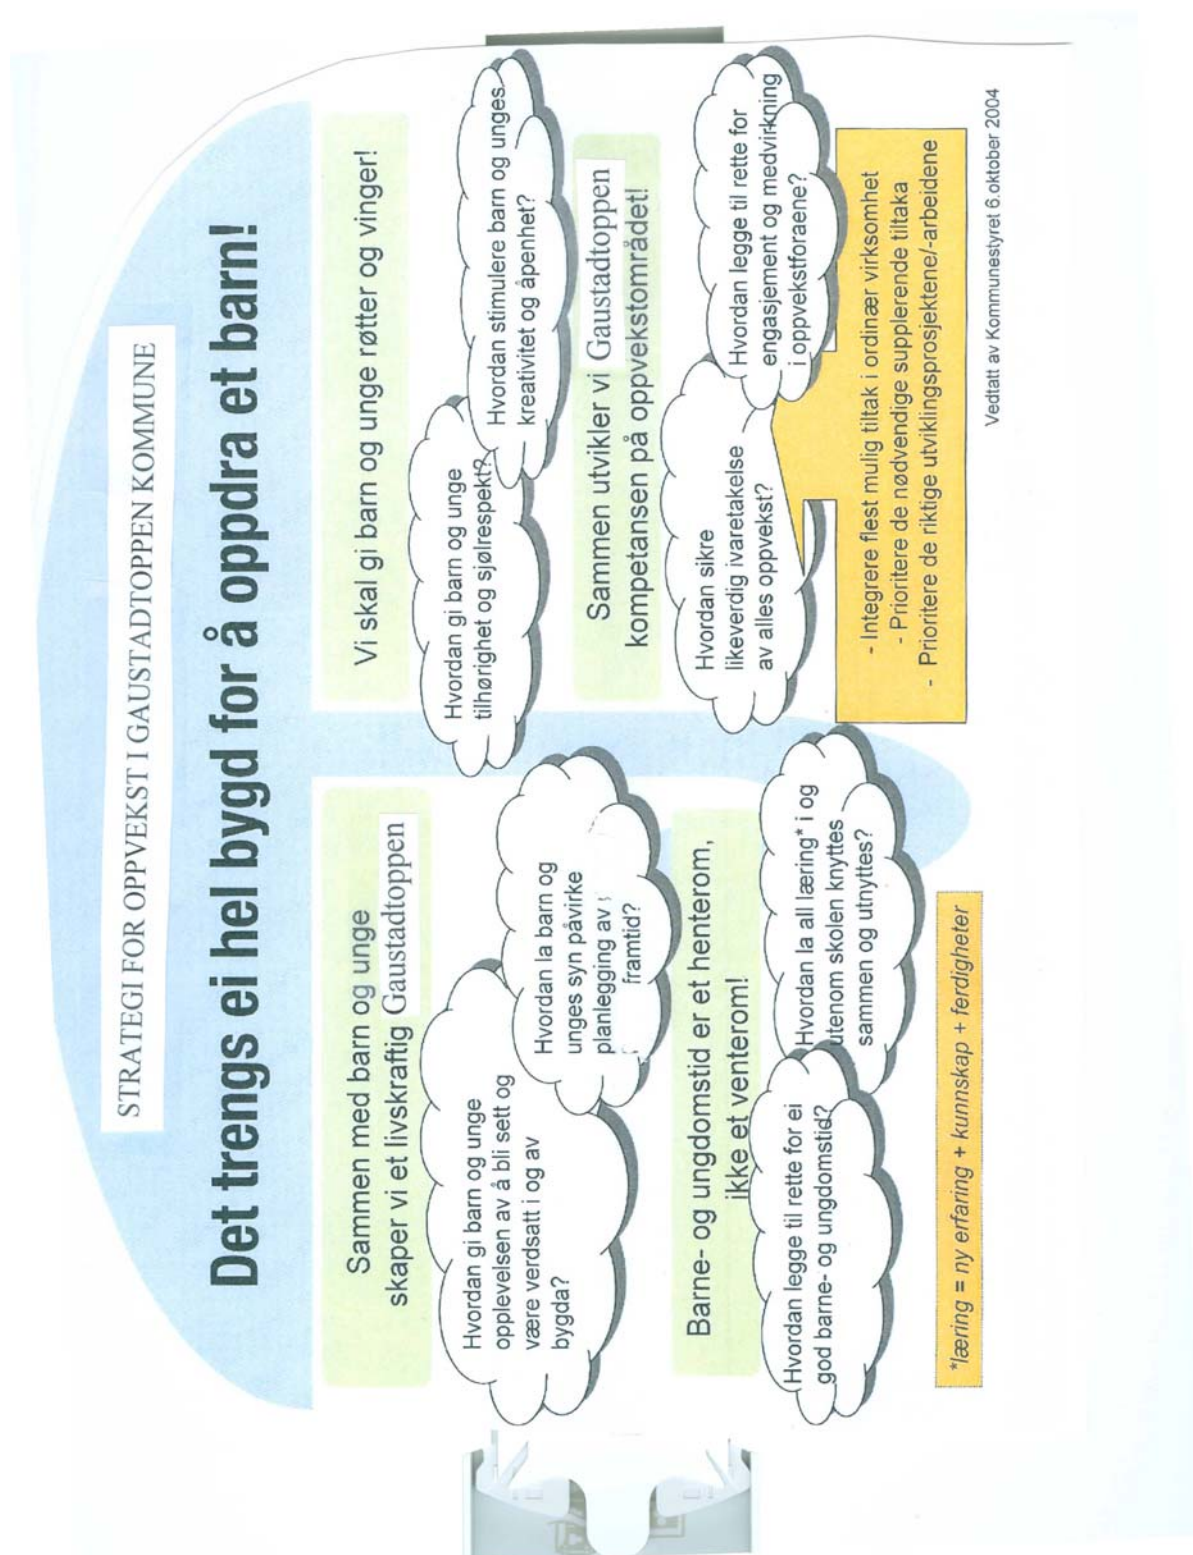 STRATEGI FOR OPPVEKST I GAUSTADTOPPEN KOMMUNE
Det trengs ei hel bygd for å oppdra et barn!
Sammen med barn og unge
skaper vi et livskraftig Gaustadtoppen
Hvordan gi barn og unge
opplevelsen av å bli sett og
være verdsatt i og av
bygda?
Hvordan la barn og
unges syn påvirke
planlegging av
framtid?
Barne- og ungdomstid er et henterom,
ikke et venterom!
Hvordan legge til rette for ei
god barne- og ungdomstid?
Hvordan la all læring* i og
utenom skolen knyttes
sammen og utnyttes?
*læring = ny erfaring + kunnskap + ferdigheter
Vi skal gi barn og unge røtter og vinger!
Hvordan gi barn og unge
tilhørighet og sjølrespekt?
Hvordan stimulere barn og unges
kreativitet og åpenhet?
Sammen utvikler vi Gaustadtoppen
kompetansen på oppvekstområdet!
Hvordan sikre
likeverdig ivaretakelse
av alles oppvekst?
Hvordan legge til rette for
engasjement og medvirkning
i oppvekstforaene?
- Integrere flest mulig tiltak i ordinær virksomhet
- Prioritere de nødvendige supplerende tiltaka
- Prioritere de riktige utviklingsprosjektene/-arbeidene
Vedtatt av Kommunestyret 6.oktober 2004